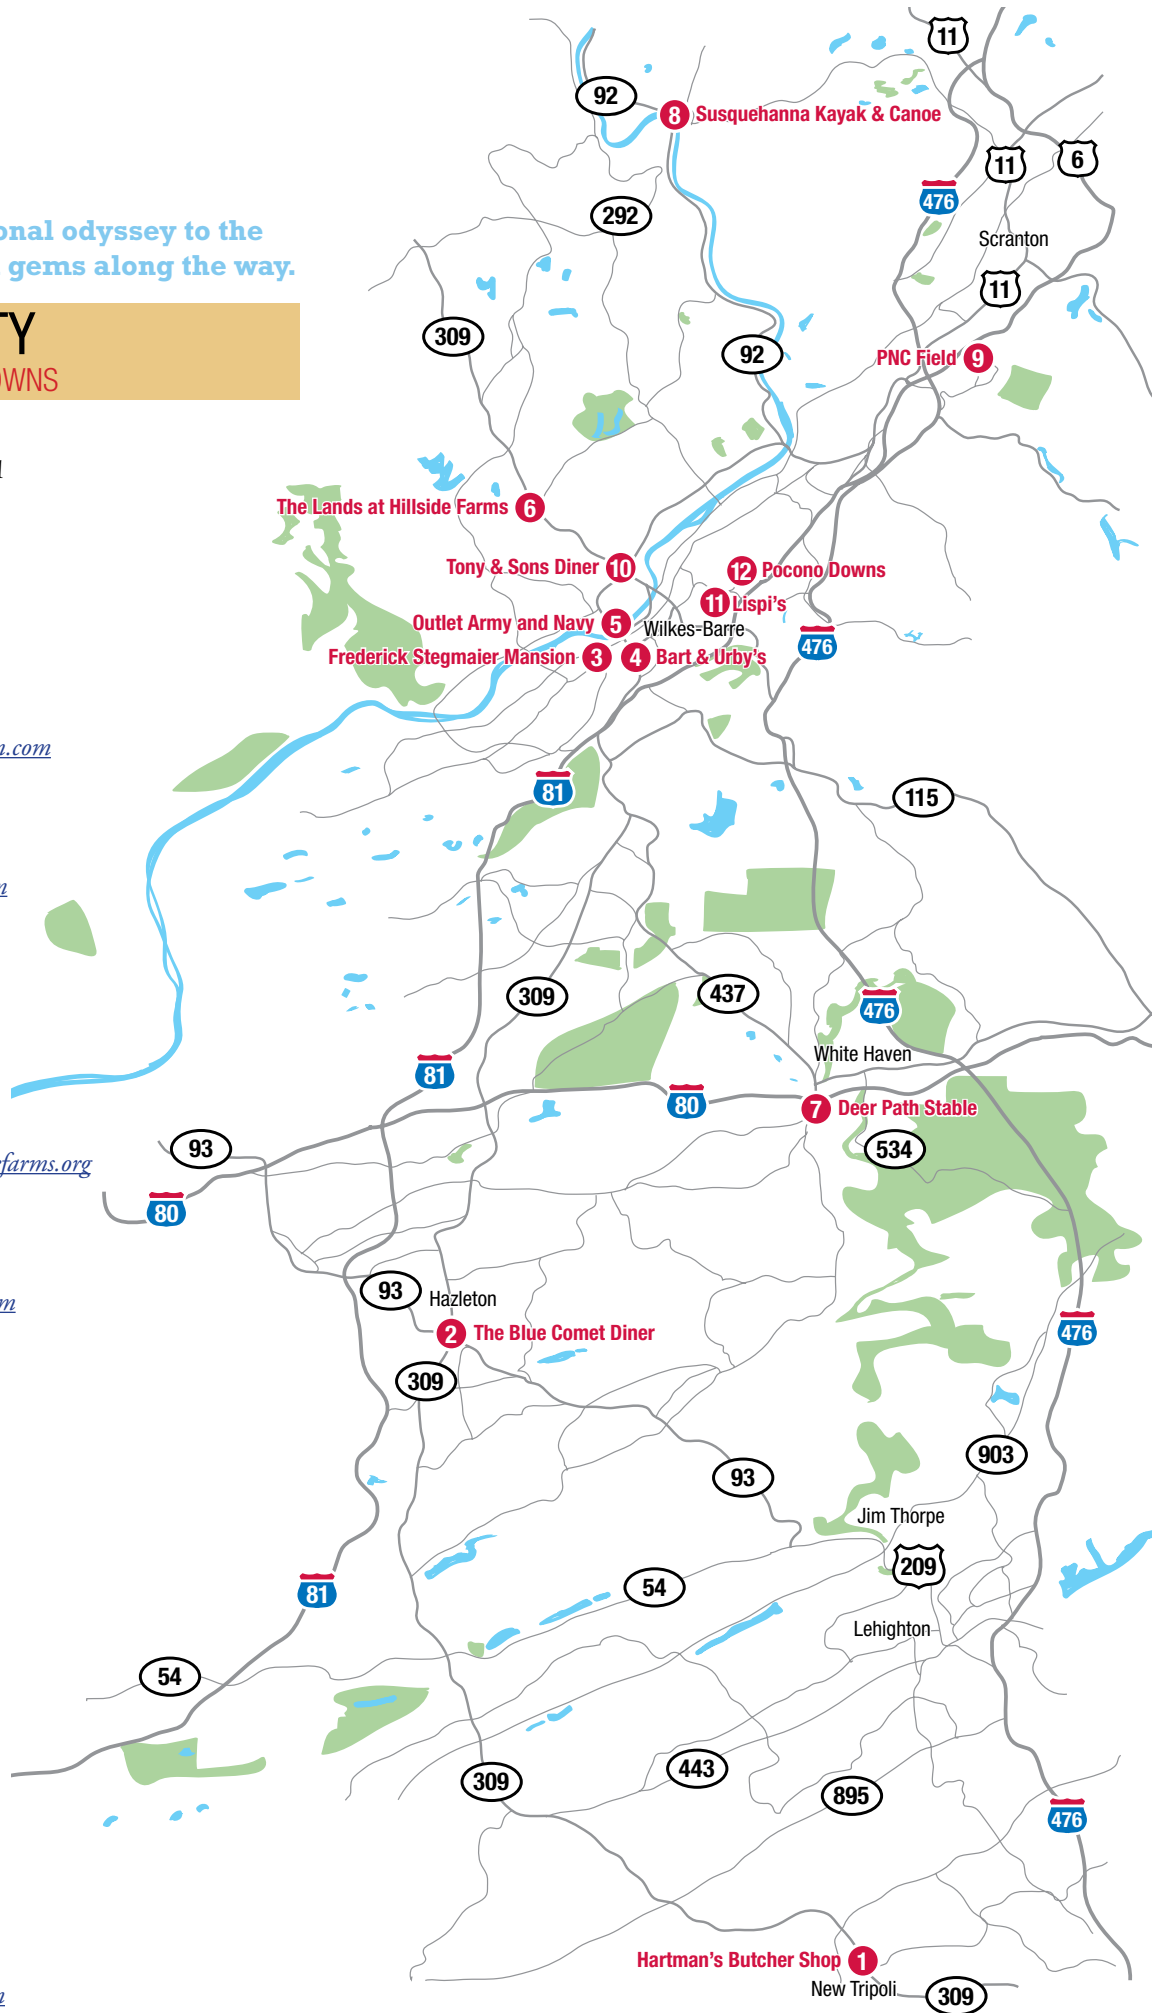 11
92
8 Susquehanna Kayak & Canoe
11
6
476
292
onal odyssey to the
Scranton
gems along the way.
11
TY
309
92
PNC Field 9
OWNS
The Lands at Hillside Farms 6
Tony & Sons Diner 10
12 Pocono Downs
11 Lispi's
Outlet Army and Navy 5
Wilkes-Barre
476
Frederick Stegmaier Mansion 3
4 Bart & Urby's
n.com
81
115
309
437
476
White Haven
81
80
7 Deer Path Stable
93
534
farms.org
80
93
Hazleton
m
476
2 The Blue Comet Diner
309
903
93
Jim Thorpe
209
81
54
Lehighton
54
443
309
895
476
Hartman's Butcher Shop 1
New Tripoli
309